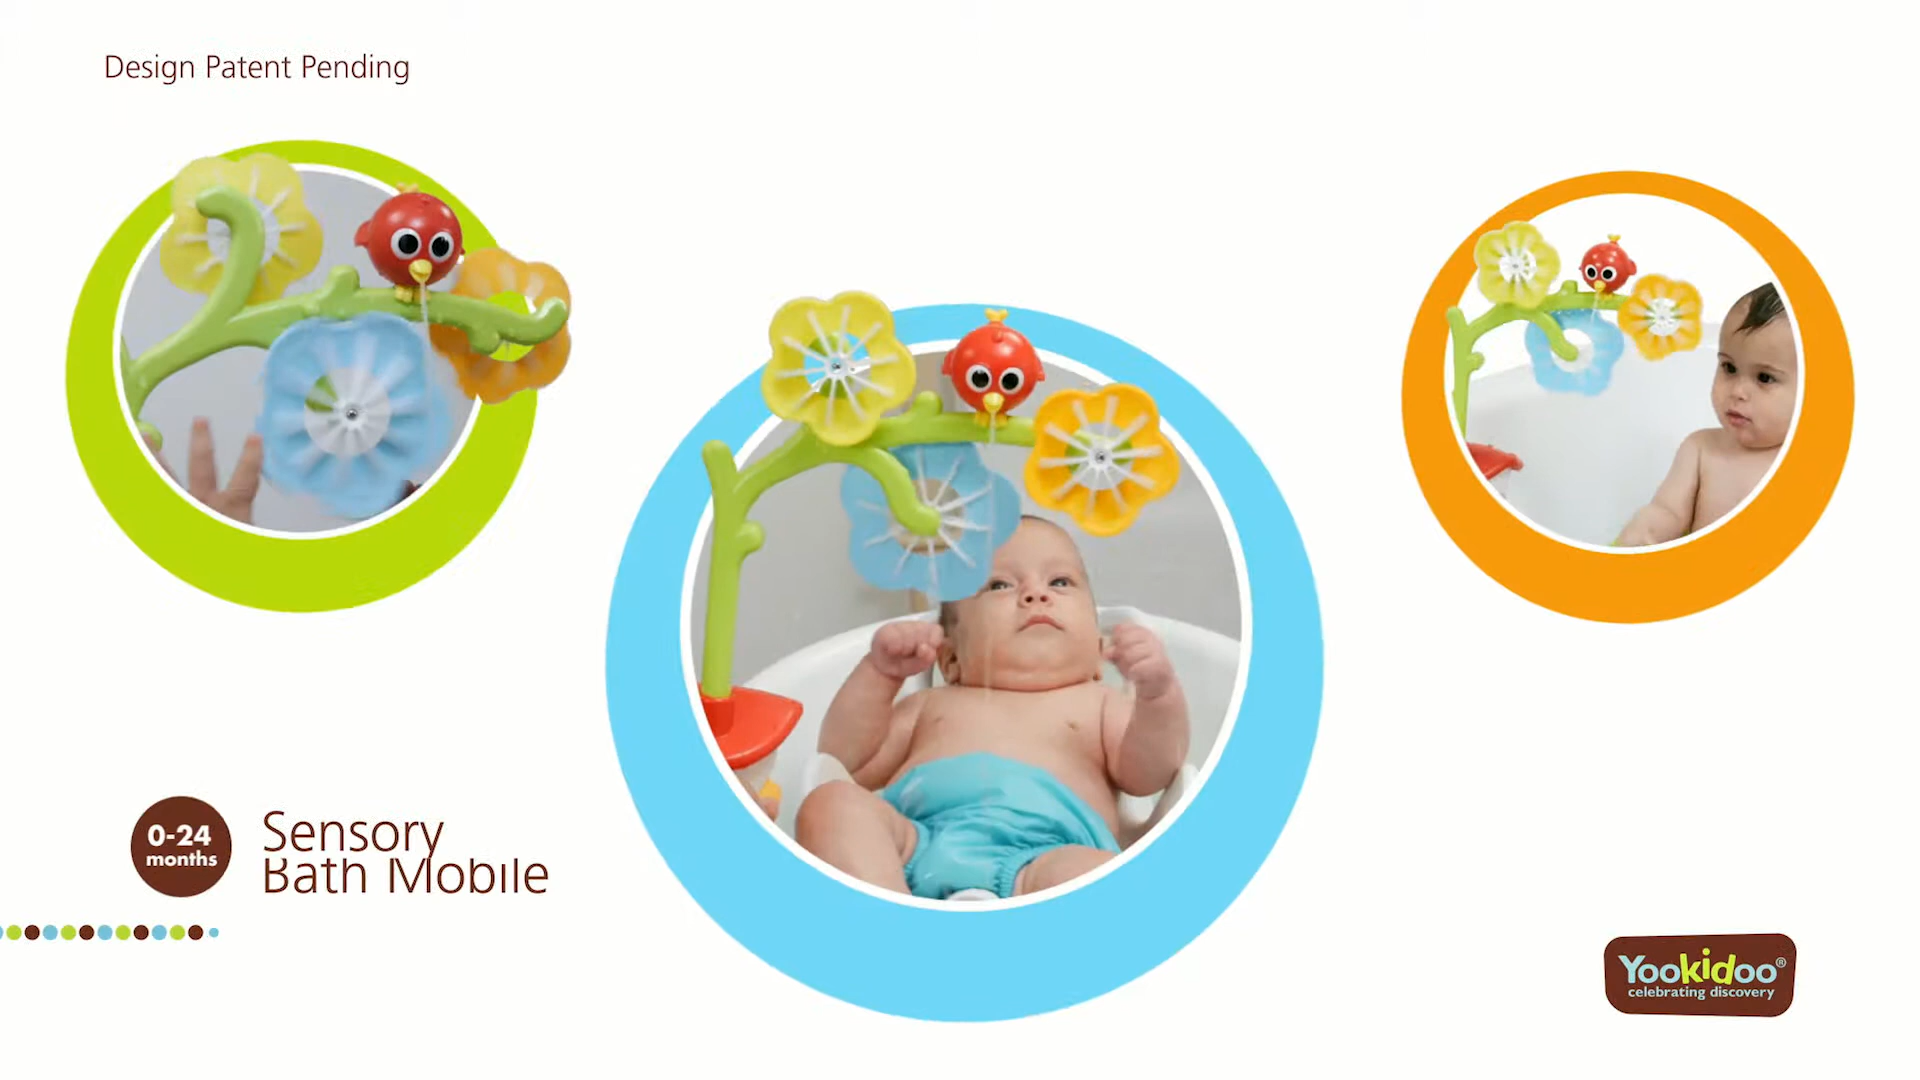 Design Patent Pending
0-24
months
Sensory
Bath Mobile
Yookidoo®
celebrating discovery